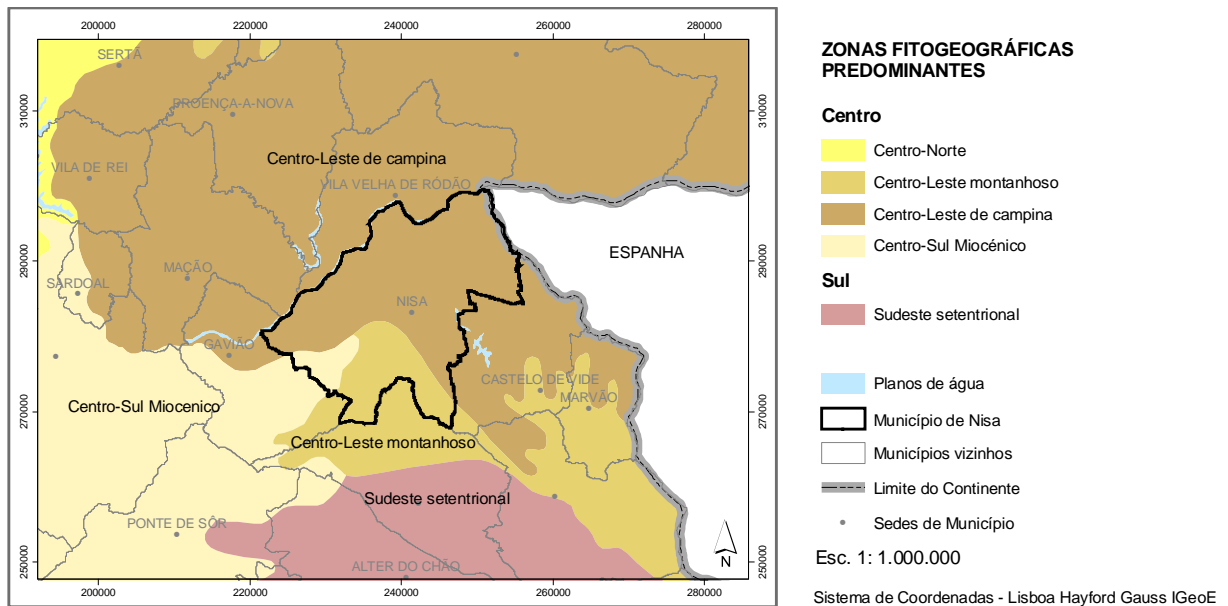 200000 220000 240000 260000 280000
310000
290000
270000
250000
310000
290000
270000
250000
200000 220000 240000 260000 280000
SERTÃ
PROENÇA-A-NOVA
Centro-Leste de campina
VILA DE REI
VILA VELHA DE RÓDÃO
ESPANHA
MAÇÃO
SARDOAL
NISA
GAVIÃO
CASTELO DE VIDE
MARVÃO
Centro-Sul Miocenico
Centro-Leste montanhoso
Sudeste setentrional
PONTE DE SÔR
ALTER DO CHÃO
N
ZONAS FITOGEOGRÁFICAS
PREDOMINANTES
Centro
Centro-Norte
Centro-Leste montanhoso
Centro-Leste de campina
Centro-Sul Miocénico
Sul
Sudeste setentrional
Planos de água
Município de Nisa
Municípios vizinhos
Limite do Continente
Sedes de Município
Esc. 1: 1.000.000
Sistema de Coordenadas - Lisboa Hayford Gauss IGeoE